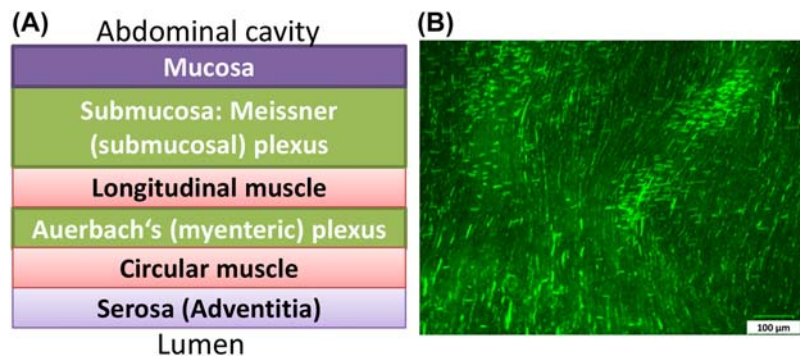 (A)
Abdominal cavity
Mucosa
Submucosa: Meissner
(submucosal) plexus
Longitudinal muscle
Auerbach‘s (myenteric) plexus
Circular muscle
Serosa (Adventitia)
Lumen
(B)
100 µm